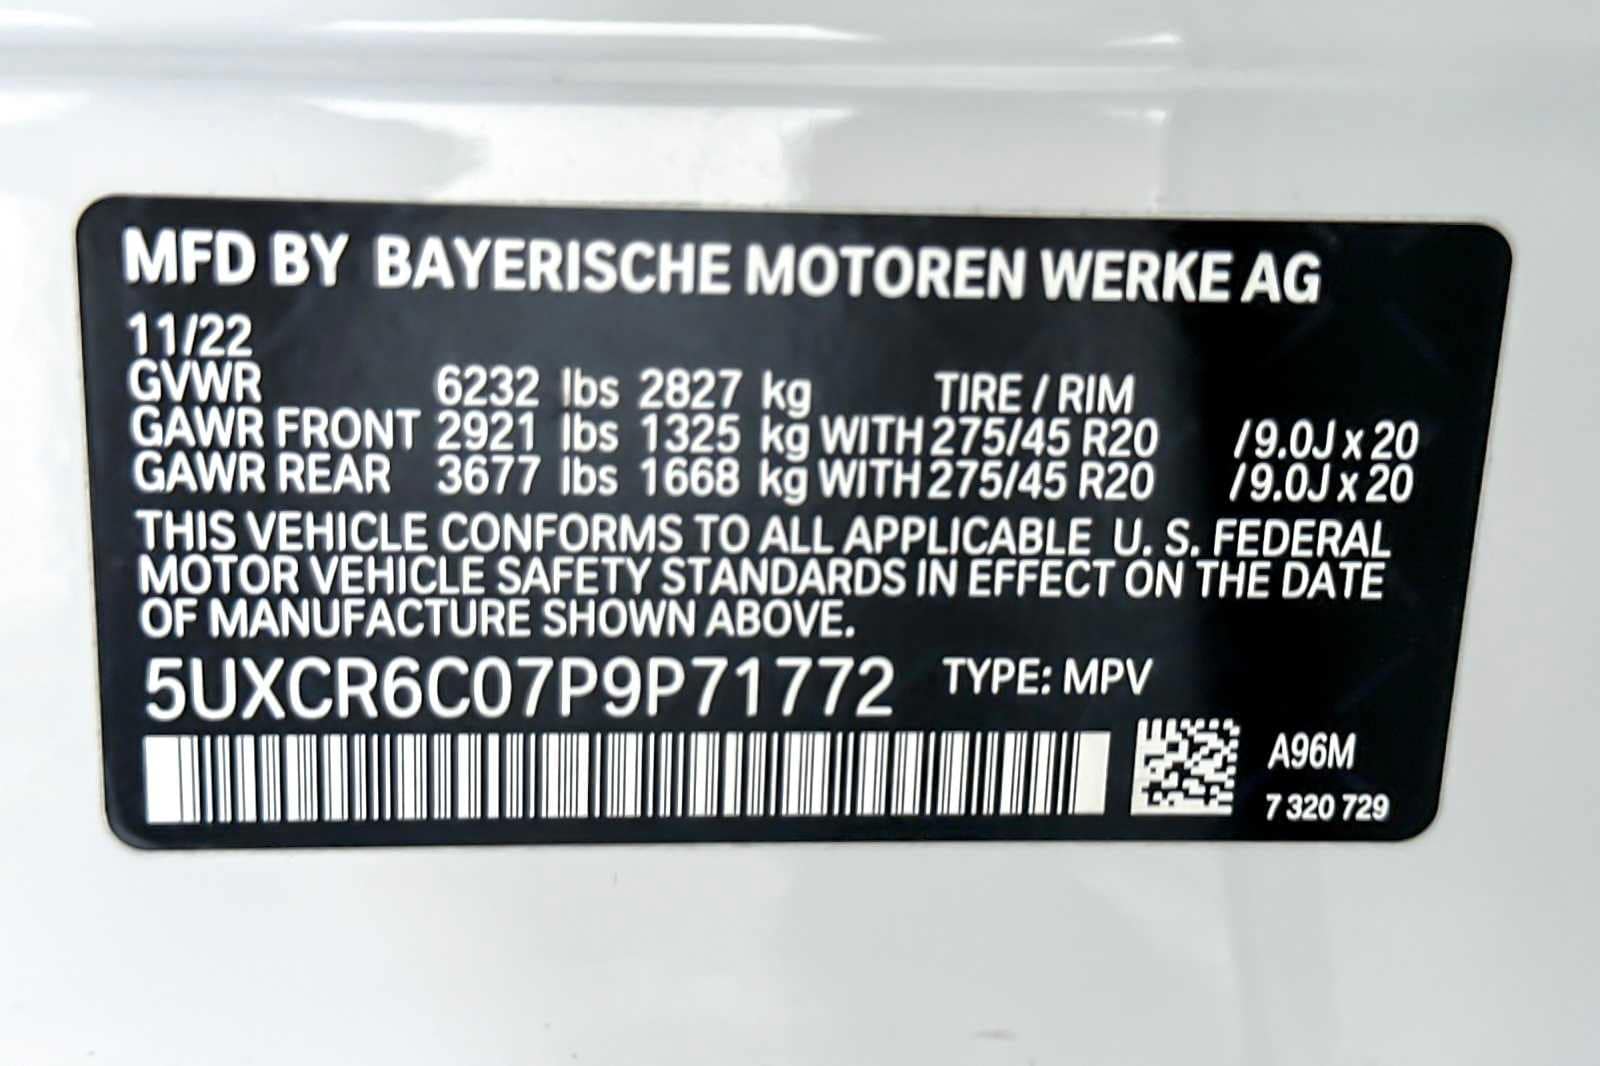 MFD BY BAYERISCHE MOTOREN WERKE AG
11/22
GVWR 6232 lbs 2827 kg TIRE / RIM
GAWR FRONT 2921 lbs 1325 kg WITH 275/45 R20 /9.0J x 20
GAWR REAR 3677 lbs 1668 kg WITH 275/45 R20 /9.0J x 20
THIS VEHICLE CONFORMS TO ALL APPLICABLE U. S. FEDERAL
MOTOR VEHICLE SAFETY STANDARDS IN EFFECT ON THE DATE
OF MANUFACTURE SHOWN ABOVE.
5UXCR6C07P9P71772 TYPE: MPV
A96M
7 320 729